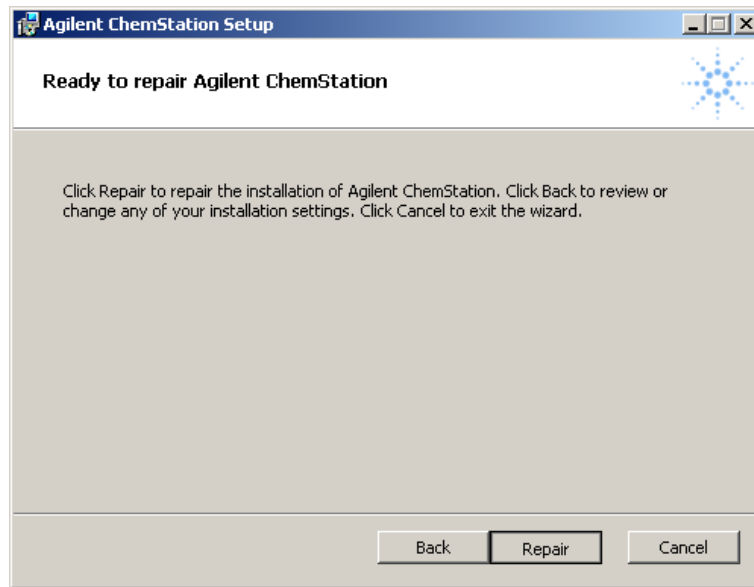 Agilent ChemStation Setup
Ready to repair Agilent ChemStation
Click Repair to repair the installation of Agilent ChemStation. Click Back to review or
change any of your installation settings. Click Cancel to exit the wizard.
Back Repair Cancel